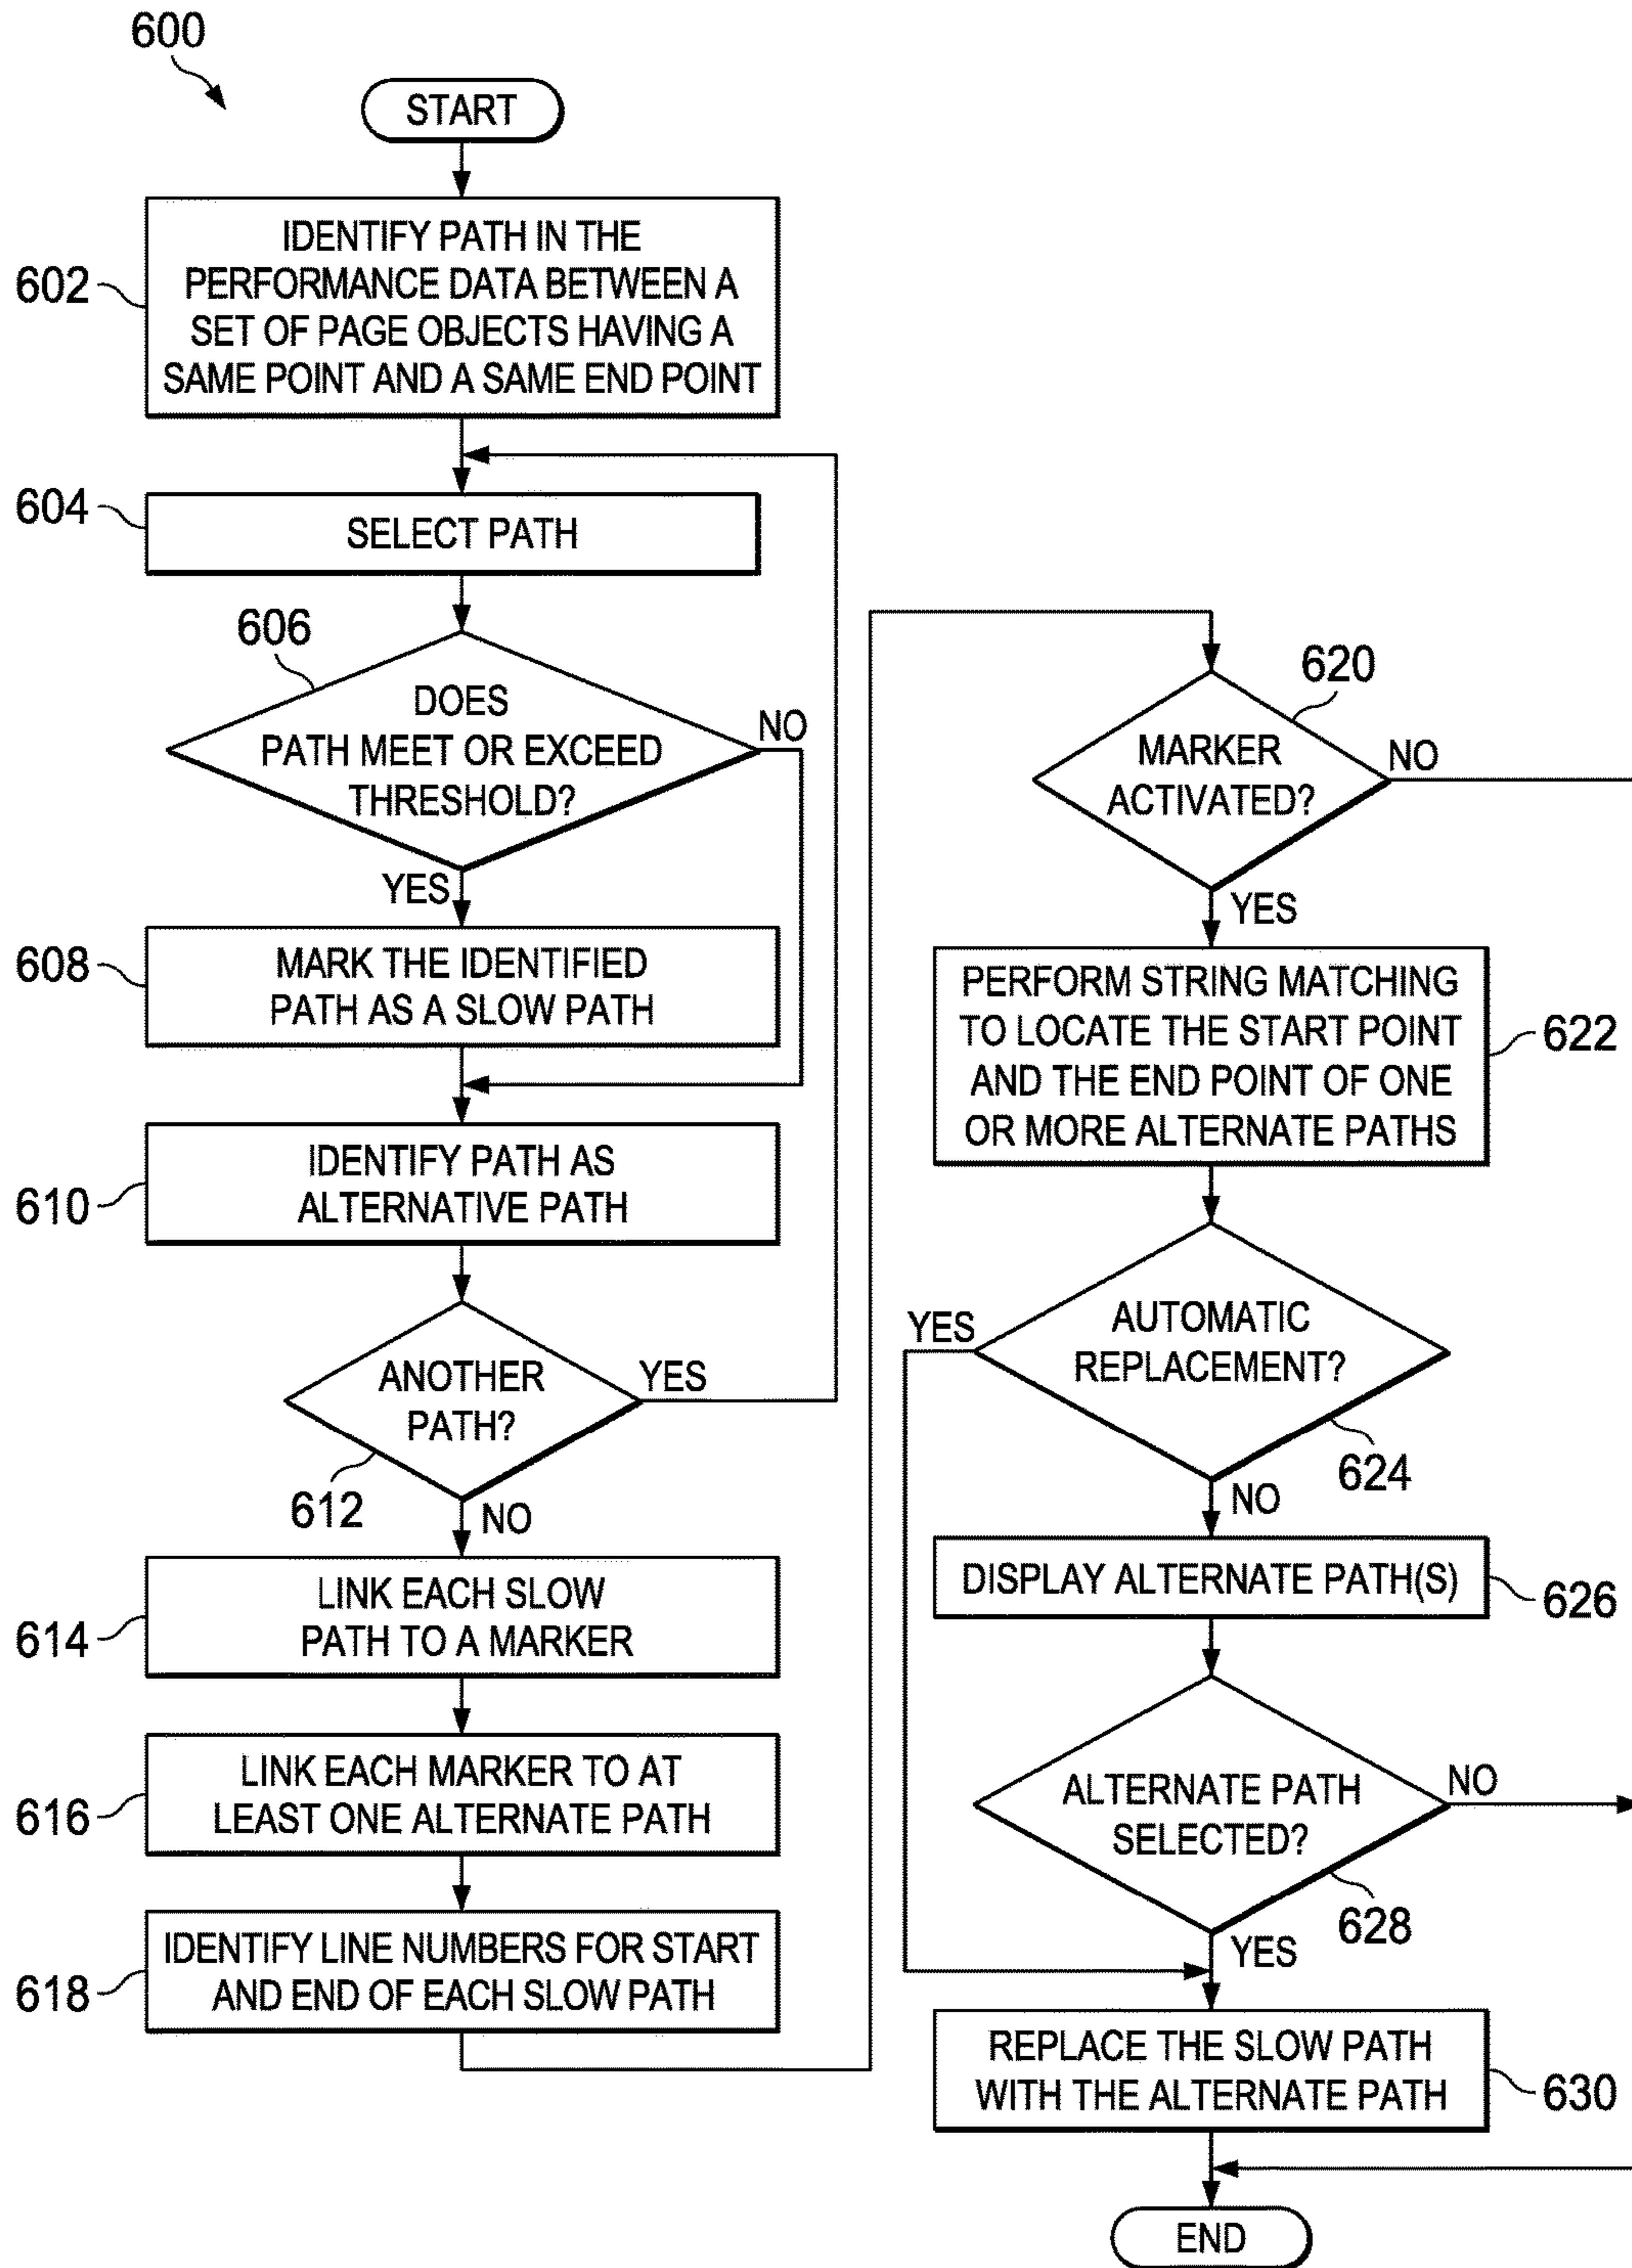 600
START
602
IDENTIFY PATH IN THE
PERFORMANCE DATA BETWEEN A
SET OF PAGE OBJECTS HAVING A
SAME POINT AND A SAME END POINT
604
SELECT PATH
606
DOES
PATH MEET OR EXCEED
THRESHOLD?
NO
YES
608
MARK THE IDENTIFIED
PATH AS A SLOW PATH
610
IDENTIFY PATH AS
ALTERNATIVE PATH
ANOTHER
PATH?
YES
612
NO
614
LINK EACH SLOW
PATH TO A MARKER
616
LINK EACH MARKER TO AT
LEAST ONE ALTERNATE PATH
618
IDENTIFY LINE NUMBERS FOR START
AND END OF EACH SLOW PATH
620
MARKER
ACTIVATED?
NO
YES
PERFORM STRING MATCHING
TO LOCATE THE START POINT
AND THE END POINT OF ONE
OR MORE ALTERNATE PATHS
622
AUTOMATIC
REPLACEMENT?
YES
624
NO
DISPLAY ALTERNATE PATH(S)
626
ALTERNATE PATH
SELECTED?
NO
628
YES
REPLACE THE SLOW PATH
WITH THE ALTERNATE PATH
630
END